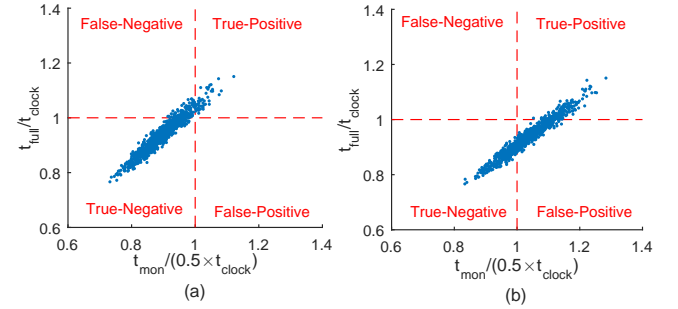 False-Negative True-Positive
1.4
1.2
1
0.8
0.6
t_full/t_clock
True-Negative False-Positive
0.6 0.8 1 1.2 1.4
t_mon/(0.5×t_clock)
(a)
False-Negative True-Positive
1.4
1.2
1
0.8
0.6
t_full/t_clock
True-Negative False-Positive
0.6 0.8 1 1.2 1.4
t_mon/(0.5×t_clock)
(b)